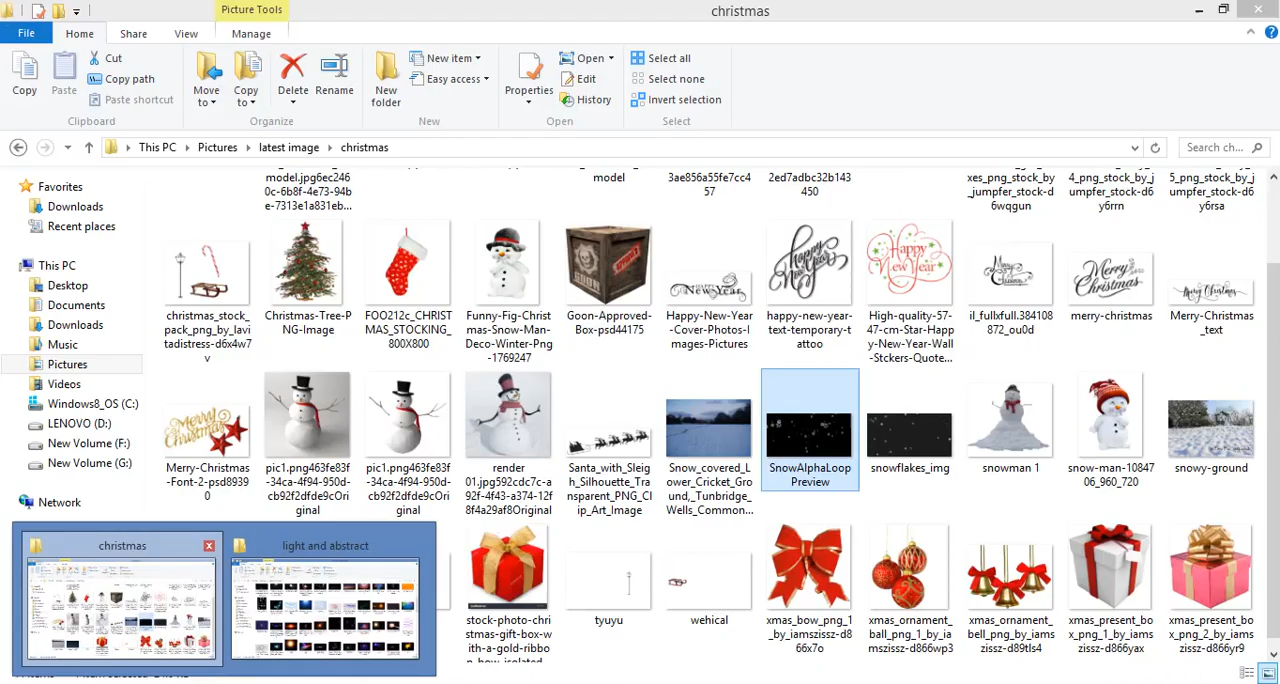 Picture Tools
christmas
File
Home
Share
View
Manage
Copy
Paste
Cut
Copy path
Paste shortcut
Clipboard
Move to
Copy to
Delete
Rename
Organize
New folder
New item
Easy access
New
Properties
Open
Edit
History
Open
Select all
Select none
Invert selection
Select
This PC
Pictures
latest image
christmas
Search ch...
Favorites
Downloads
Recent places
This PC
Desktop
Documents
Downloads
Music
Pictures
Videos
Windows8_OS (C:)
LENOVO (D:)
New Volume (F:)
New Volume (G:)
Network
model.jpg6ec246
0c-6b8f-4e73-94b
e-7313e1a831eb...
model
3ae856a55fe7cc4
57
2ed7adbc32b143
450
xes_png_stock_by_
jumpfer_stock-d
6wqgun
4_png_stock_by_j
umpfer_stock-d6
y6rrn
5_png_stock_by_j
umpfer_stock-d6
y6rsa
christmas_stock_
pack_png_by_lavi
tadistress-d6x4w7
v
Christmas-Tree-P
NG-Image
FOO212c_CHRIST
MAS_STOCKING_
800X800
Funny-Fig-Christ
mas-Snow-Man-
Deco-Winter-Png
-1769247
Goon-Approved-
Box-psd44175
Happy-New-Year
-Cover-Photos-I
mages-Pictures
happy-new-year-
text-temporary-t
attoo
High-quality-57-
47-cm-Star-Happ
y-New-Year-Wall
-Stckers-Quote...
il_fullxfull.384108
872_ou0d
merry-christmas
Merry-Christmas
_text
Merry-Christmas
-Font-2-psd8939
0
pic1.png463fe83f
-34ca-4f94-950d-
cb92f2dfde9cOri
ginal
pic1.png463fe83f
-34ca-4f94-950d-
cb92f2dfde9cOri
ginal
render
01.jpg592cdc7c-a
92f-4f43-a374-12f
8f4a29af8Original
Santa_with_Sleig
h_Silhouette_Tra
nsparent_PNG_Cl
ip_Art_Image
Snow_covered_L
ower_Cricket_Gro
und,_Tunbridge_
Wells_Common...
SnowAlphaLoop
Preview
snowflakes_img
snowman 1
snow-man-10847
06_960_720
snowy-ground
christmas
light and abstract
stock-photo-chri
stmas-gift-box-w
ith-a-gold-ribbo
tyuyu
wehical
xmas_bow_png_1
_by_iameszissz-d8
66x7o
xmas_ornament_
ball_png_1_by_ia
mszissz-d866wp3
xmas_ornament_
bell_png_by_iams
zissz-d89tls4
xmas_present_bo
x_png_1_by_iams
zissz-d866yax
xmas_present_bo
x_png_2_by_iams
zissz-d866yr9